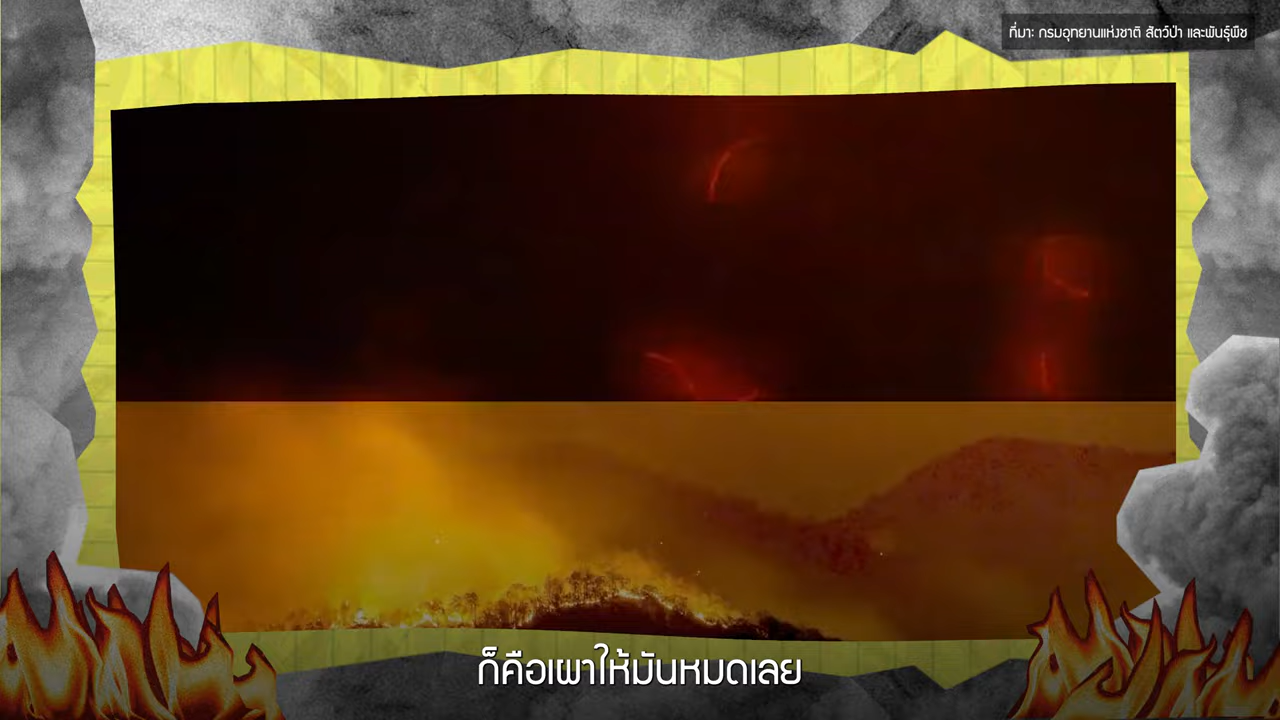 ที่มา: กรมอุทยานแห่งชาติ สัตว์ป่า และพันธุ์พืช
ก็คือเผาให้มันหมดเลย